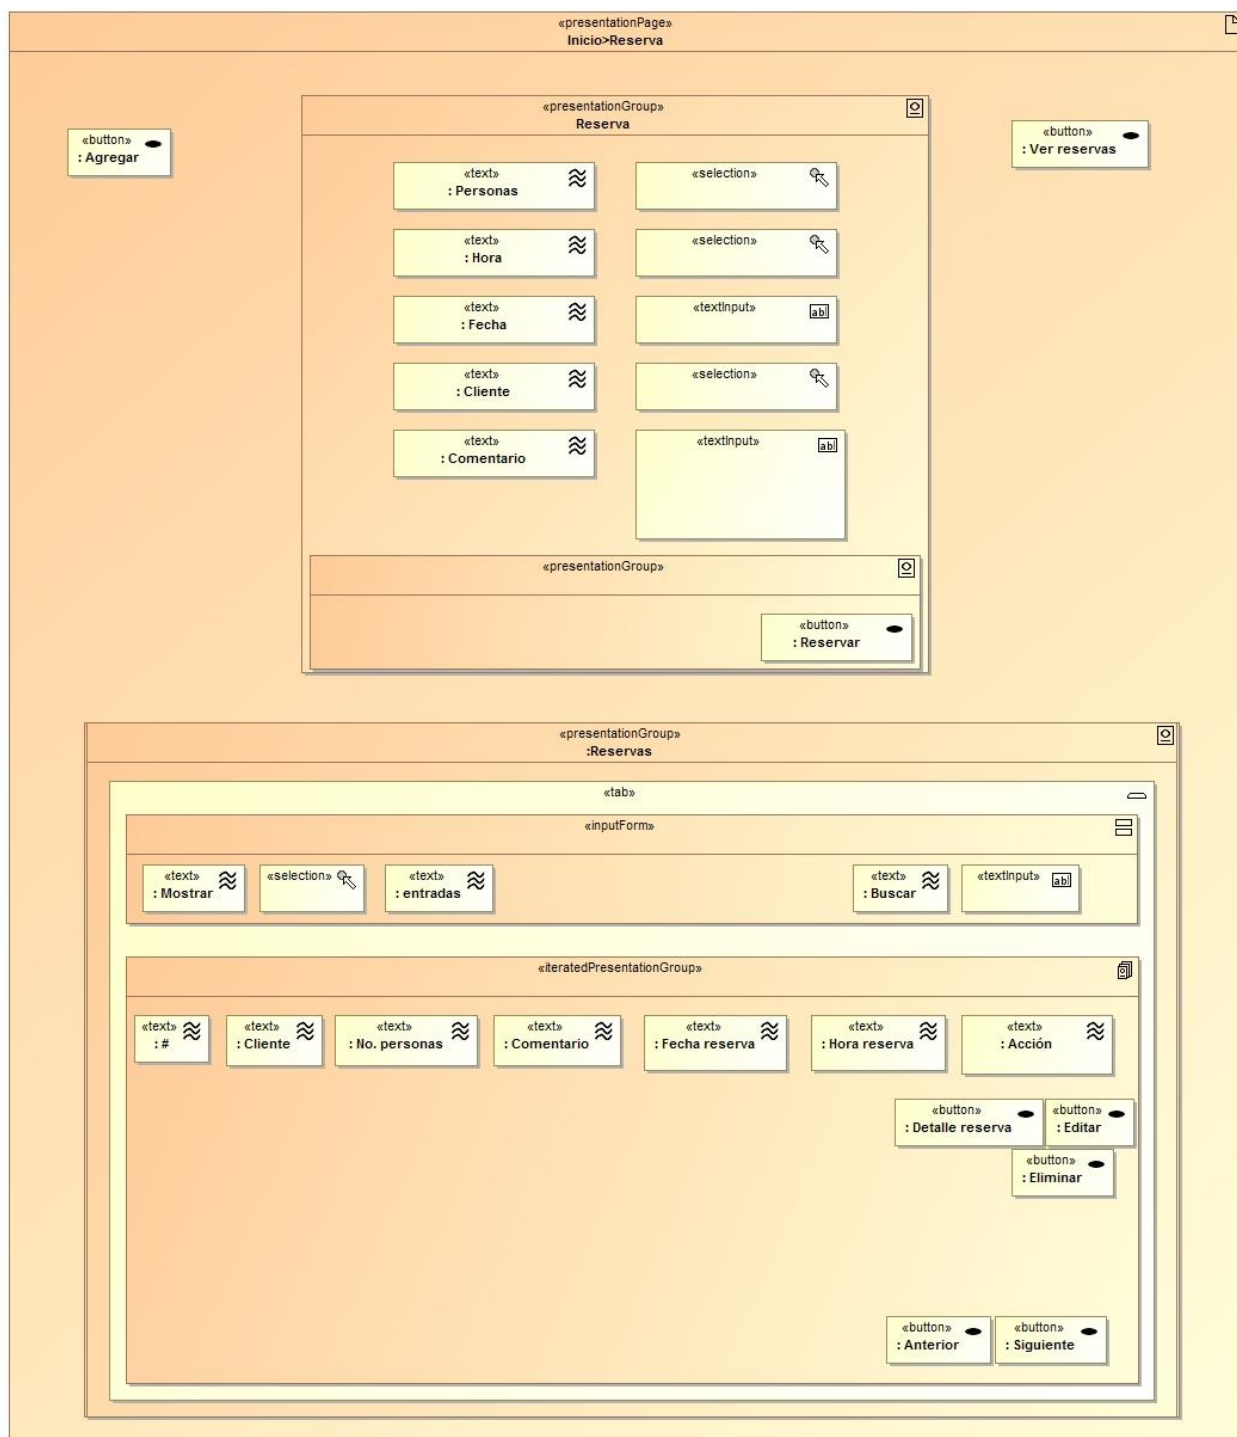 «presentationPage»
Inicio>Reserva
«button»
: Agregar
«presentationGroup»
Reserva
«button»
: Ver reservas
«text»
: Personas
«selection»
«text»
: Hora
«selection»
«text»
: Fecha
«textInput»
«text»
: Cliente
«selection»
«text»
: Comentario
«textInput»
«presentationGroup»
«button»
: Reservar
«presentationGroup»
:Reservas
«tab»
«inputForm»
«text»
: Mostrar
«selection»
«text»
: entradas
«text»
: Buscar
«textInput»
«iteratedPresentationGroup»
«text»
: #
«text»
: Cliente
«text»
: No. personas
«text»
: Comentario
«text»
: Fecha reserva
«text»
: Hora reserva
«text»
: Acción
«button»
: Detalle reserva
«button»
: Editar
«button»
: Eliminar
«button»
: Anterior
«button»
: Siguiente